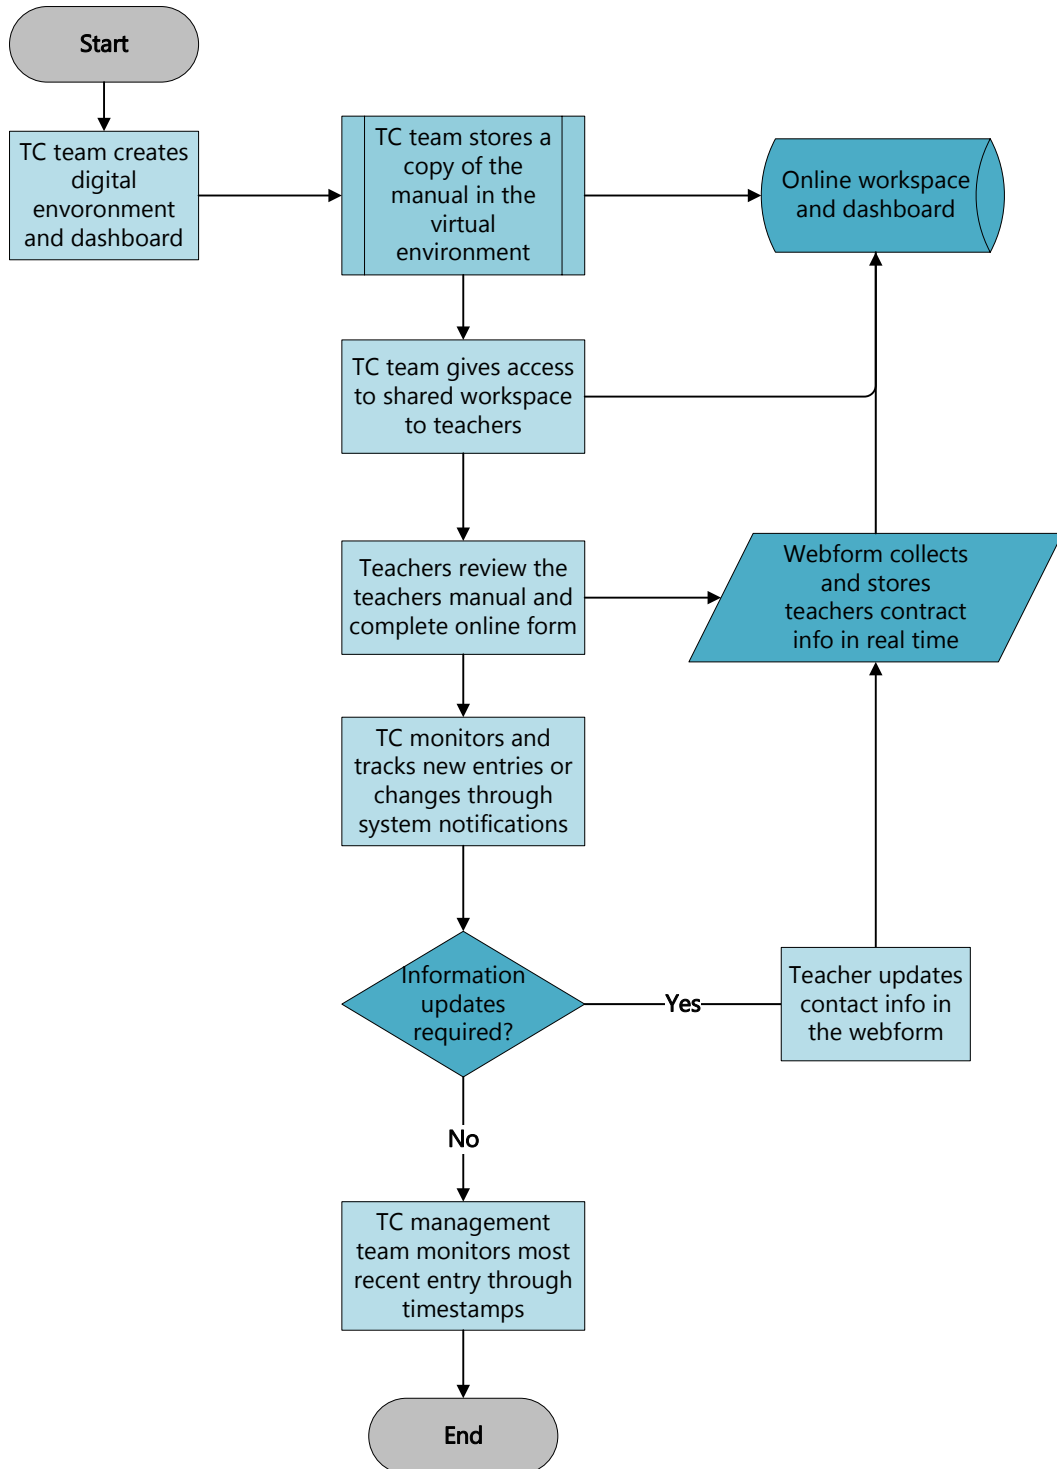 Start
TC team creates
digital
envoronment
and dashboard
TC team stores a
copy of the
manual in the
virtual
environment
Online workspace
and dashboard
TC team gives access
to shared workspace
to teachers
Teachers review the
teachers manual and
complete online form
Webform collects
and stores
teachers contract
info in real time
TC monitors and
tracks new entries or
changes through
system notifications
Information
updates
required?
Yes
Teacher updates
contact info in
the webform
No
TC management
team monitors most
recent entry through
timestamps
End